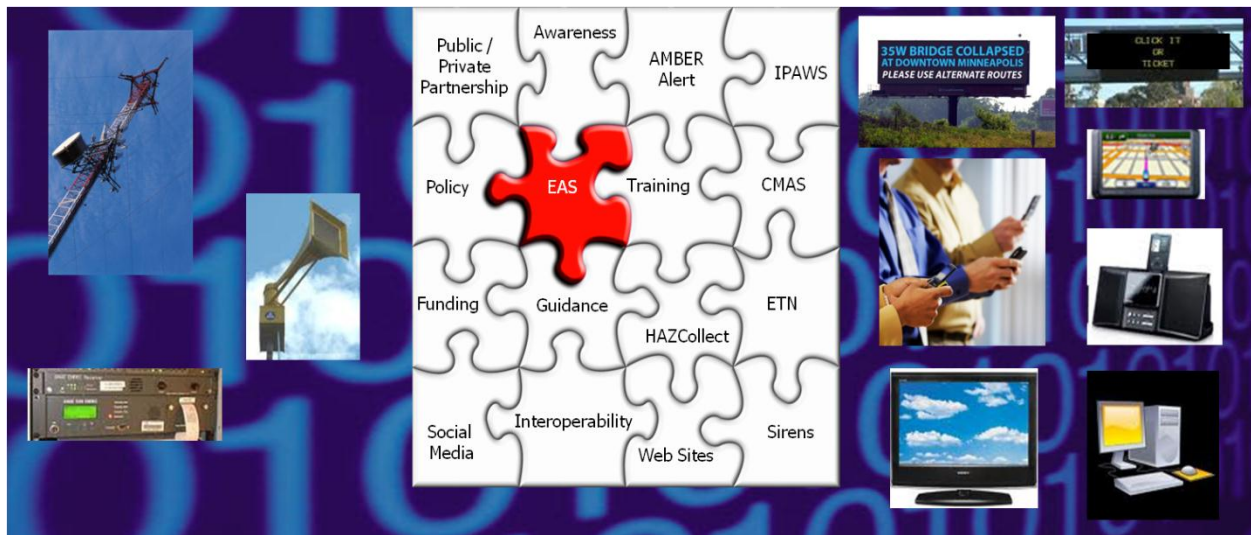 Public /
Private
Partnership
Awareness
AMBER
Alert
IPAWS
Policy
EAS
Training
CMAS
Funding
Guidance
HAZCollect
ETN
Social
Media
Interoperability
Web Sites
Sirens
35W BRIDGE COLLAPSED
AT DOWNTOWN MINNEAPOLIS
PLEASE USE ALTERNATE ROUTES
CLICK IT
OR
TICKET